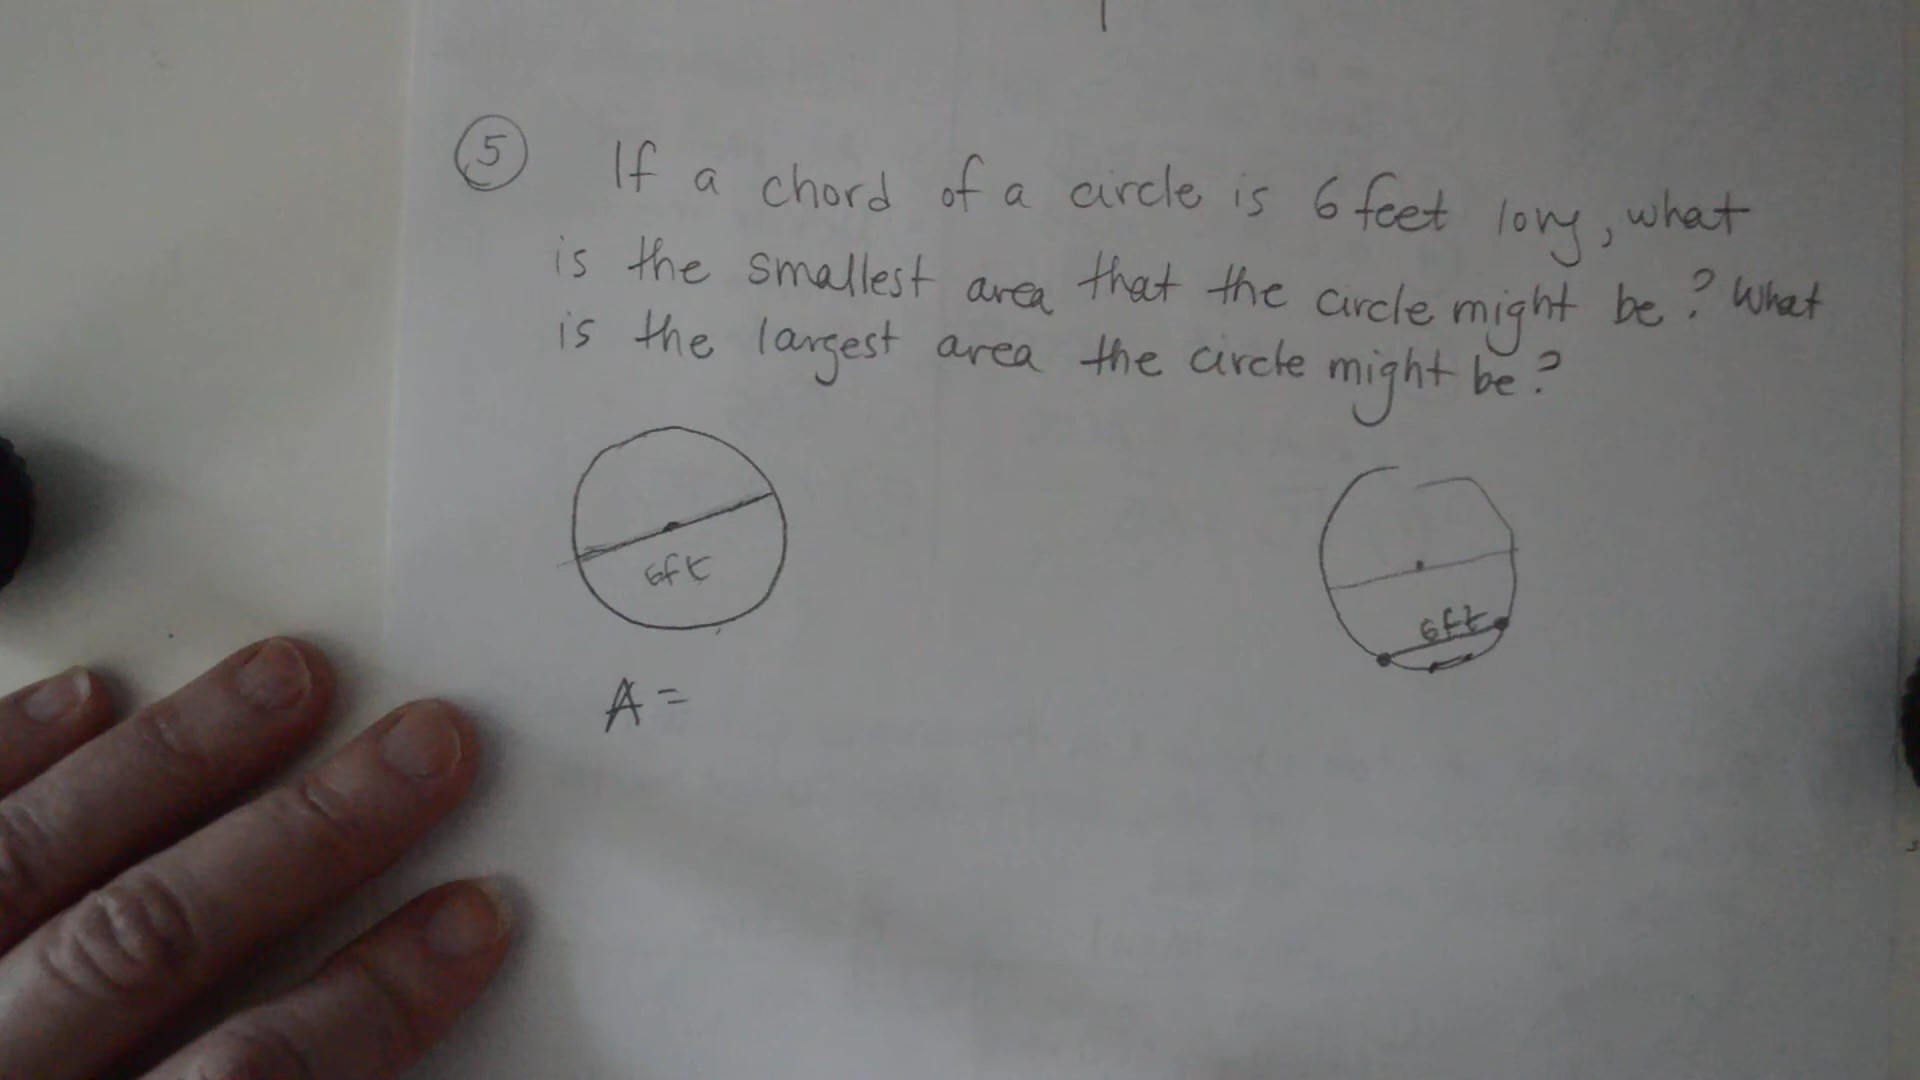 5 If a chord of a circle is 6 feet long, what
is the smallest area that the circle might be? What
is the largest area the circle might be?
6ft
6ft
A =